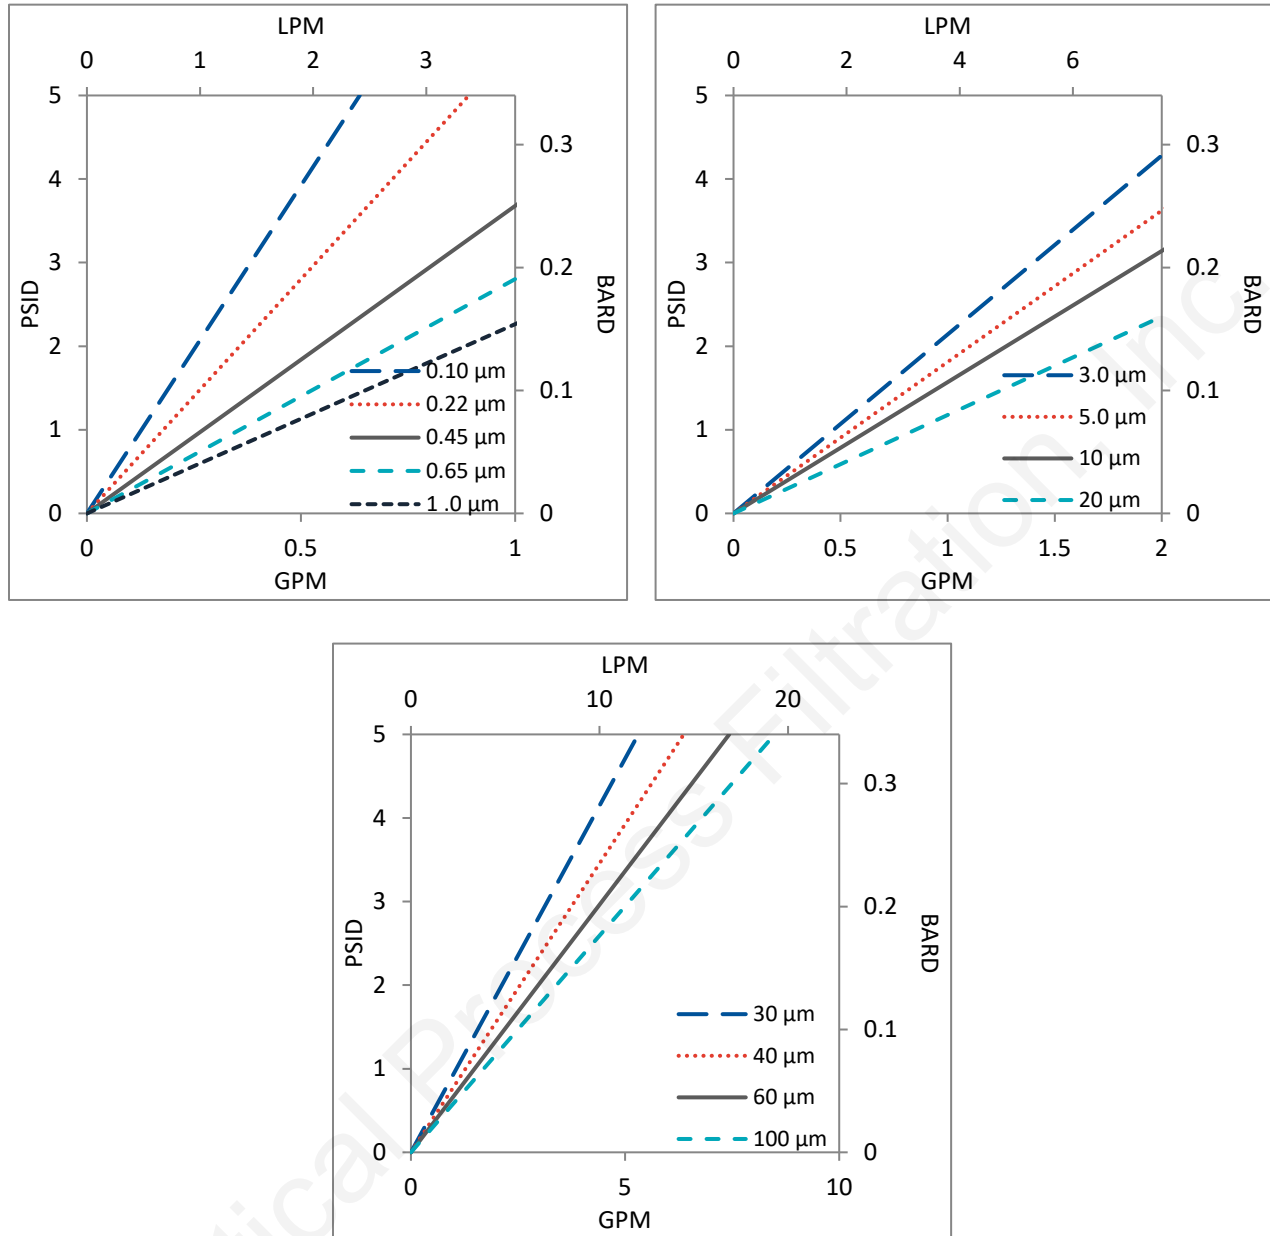 LPM
0 1 2 3
5
4
3
2
1
0
PSID
0.3
0.2
0.1
0
BARD
0.10 µm
0.22 µm
0.45 µm
0.65 µm
1 .0 µm
0 0.5 1
GPM
LPM
0 2 4 6
5
4
3
2
1
0
PSID
0.3
0.2
0.1
0
BARD
3.0 µm
5.0 µm
10 µm
20 µm
0 0.5 1 1.5 2
GPM
LPM
0 10 20
5
4
3
2
1
0
PSID
0.3
0.2
0.1
0
BARD
30 µm
40 µm
60 µm
100 µm
0 5 10
GPM
tical Process Filtration, Inc.